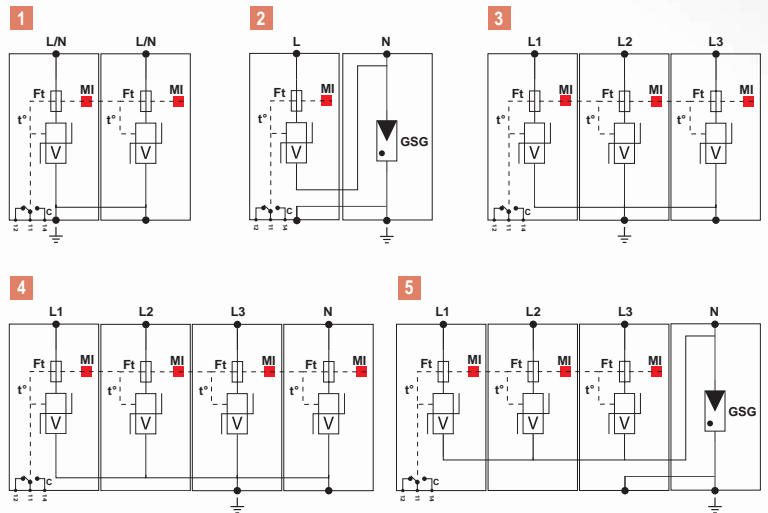 1 2 3
L/N L/N L N L1 L2 L3
Ft MI Ft MI Ft MI Ft MI Ft MI Ft MI
t° t° t° t° t° t°
V V V GSG V V V
C C C
12 11 14 12 11 14 12 11 14
4 5
L1 L2 L3 N L1 L2 L3 N
Ft MI Ft MI Ft MI Ft MI Ft MI Ft MI Ft MI
t° t° t° t° t° t° t°
V V V V V V V GSG
C C
12 11 14 12 11 14